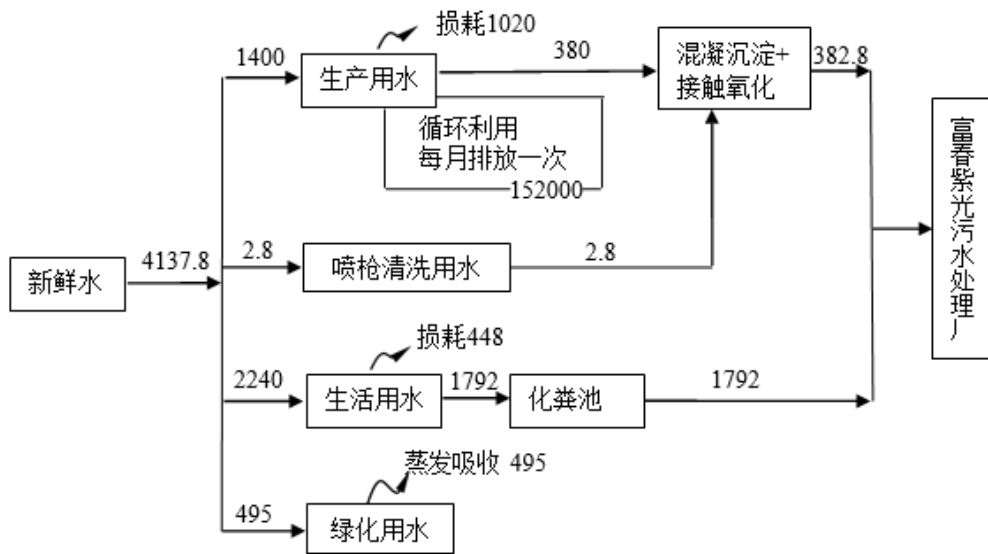 损耗1020
1400
生产用水
380
混凝沉淀+
接触氧化
382.8
循环利用
每月排放一次
152000
富春紫光污水处理厂
新鲜水
4137.8
2.8
喷枪清洗用水
2.8
损耗448
2240
生活用水
1792
化粪池
1792
蒸发吸收 495
495
绿化用水